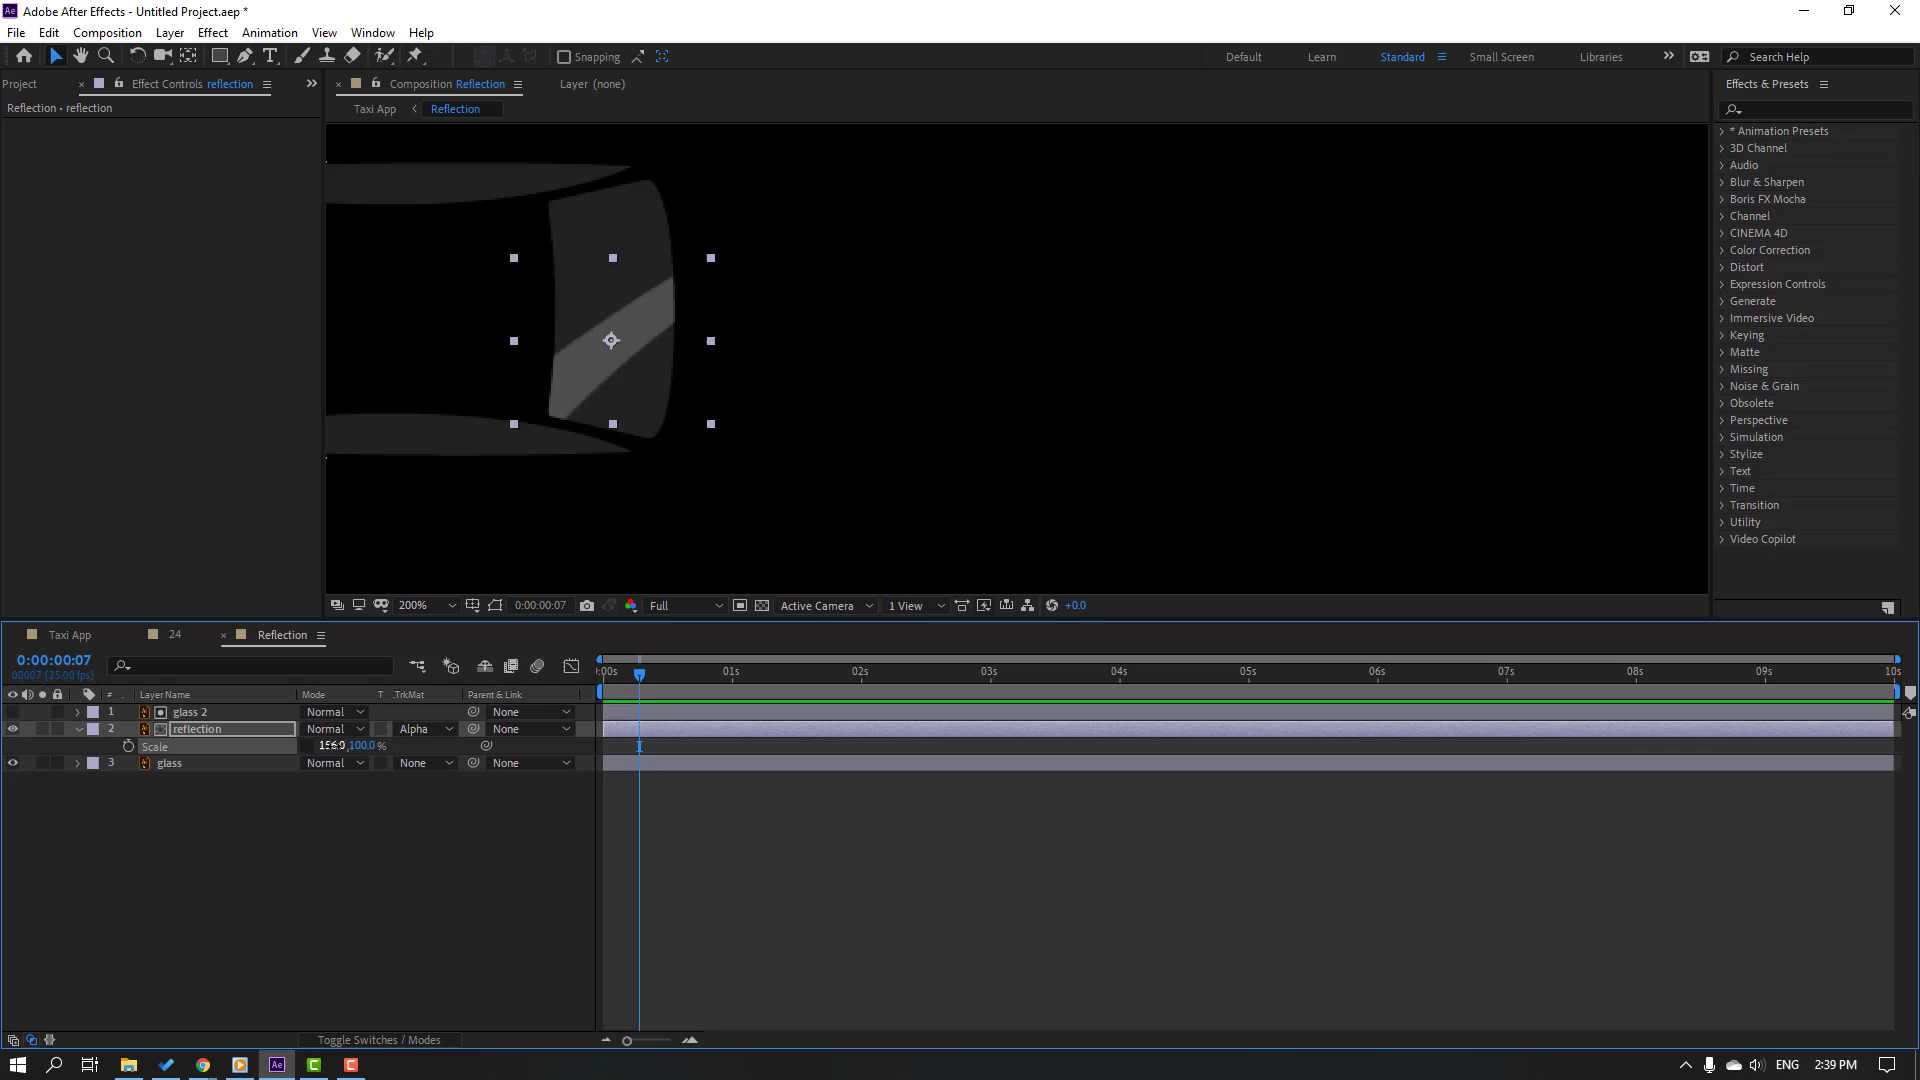 Adobe After Effects - Untitled Project.aep *
File Edit Composition Layer Effect Animation View Window Help
Snapping Default Learn Standard Small Screen Libraries Search Help
Project Effect Controls reflection Composition Reflection Layer (none) Effects & Presets
Reflection • reflection
Taxi App Reflection
* Animation Presets
3D Channel
Audio
Blur & Sharpen
Boris FX Mocha
Channel
CINEMA 4D
Color Correction
Distort
Expression Controls
Generate
Immersive Video
Keying
Matte
Missing
Noise & Grain
Obsolete
Perspective
Simulation
Stylize
Text
Time
Transition
Utility
Video Copilot
200% 0:00:00:07 Full Active Camera 1 View +0.0
Taxi App 24 Reflection
0:00:00:07
00007 (25.00 fps)
:00s 01s 02s 03s 04s 05s 06s 07s 08s 09s 10s
# Layer Name Mode T .TrkMat Parent & Link
1 glass 2 Normal None
2 reflection Normal Alpha None
Scale 100.0 %
3 glass Normal None None
Toggle Switches / Modes
ENG 2:39 PM